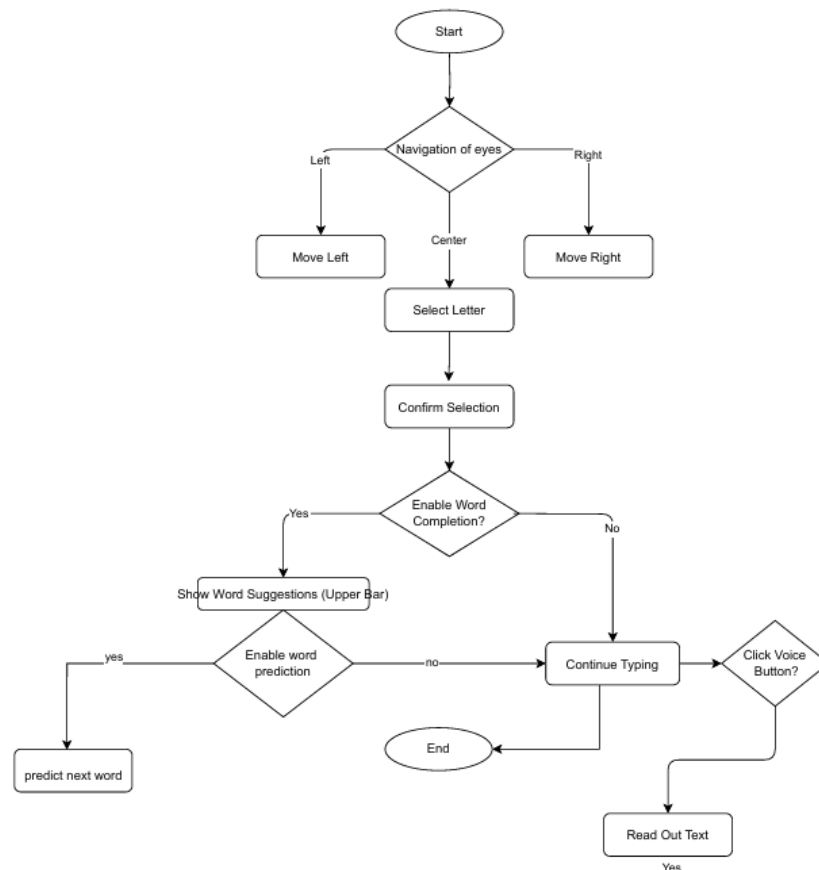 Start
Navigation of eyes
Left
Right
Center
Move Left
Move Right
Select Letter
Confirm Selection
Enable Word
Completion?
Yes
No
Show Word Suggestions (Upper Bar)
Enable word
prediction
yes
no
Continue Typing
Click Voice
Button?
End
predict next word
Read Out Text
Yes